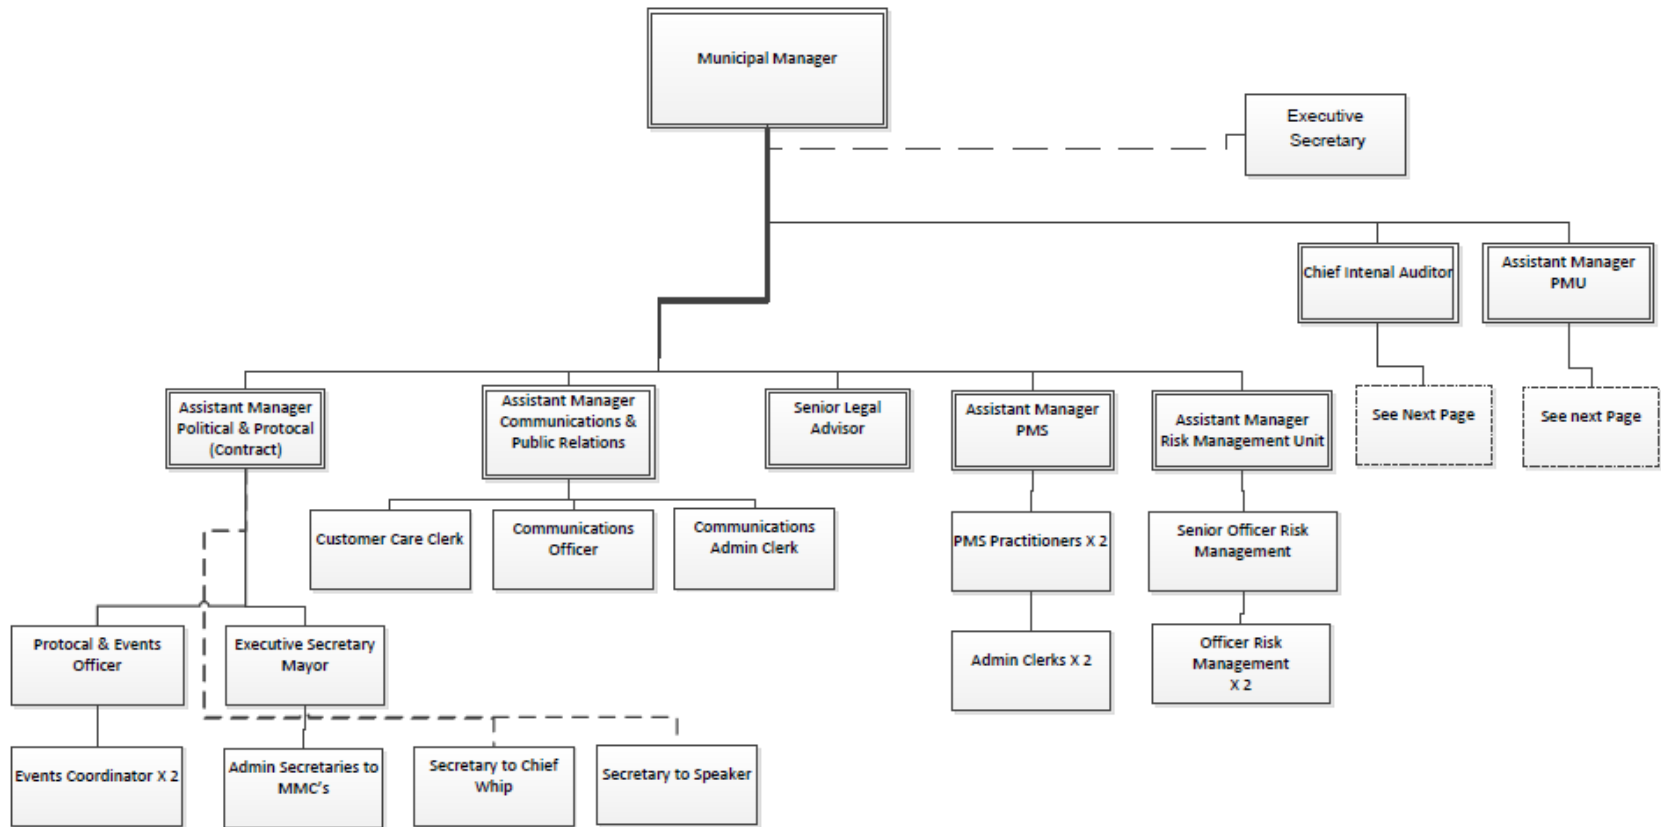 Municipal Manager
Executive
Secretary
Chief Intenal Auditor
Assistant Manager
PMU
Assistant Manager
Political & Protocal
(Contract)
Assistant Manager
Communications &
Public Relations
Senior Legal
Advisor
Assistant Manager
PMS
Assistant Manager
Risk Management Unit
See Next Page
See next Page
Customer Care Clerk
Communications
Officer
Communications
Admin Clerk
PMS Practitioners X 2
Senior Officer Risk
Management
Protocal & Events
Officer
Executive Secretary
Mayor
Admin Clerks X 2
Officer Risk
Management
X 2
Events Coordinator X 2
Admin Secretaries to
MMC's
Secretary to Chief
Whip
Secretary to Speaker